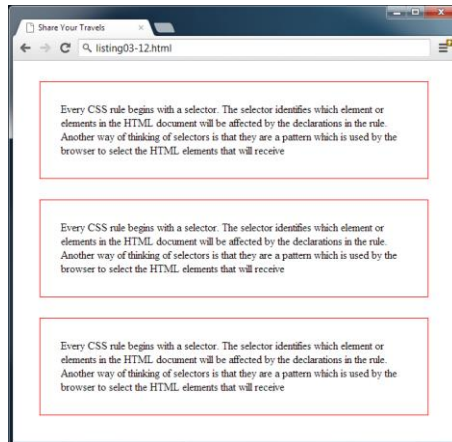 Share Your Travels
listing03-12.html
Every CSS rule begins with a selector. The selector identifies which element or
elements in the HTML document will be affected by the declarations in the rule.
Another way of thinking of selectors is that they are a pattern which is used by the
browser to select the HTML elements that will receive
Every CSS rule begins with a selector. The selector identifies which element or
elements in the HTML document will be affected by the declarations in the rule.
Another way of thinking of selectors is that they are a pattern which is used by the
browser to select the HTML elements that will receive
Every CSS rule begins with a selector. The selector identifies which element or
elements in the HTML document will be affected by the declarations in the rule.
Another way of thinking of selectors is that they are a pattern which is used by the
browser to select the HTML elements that will receive